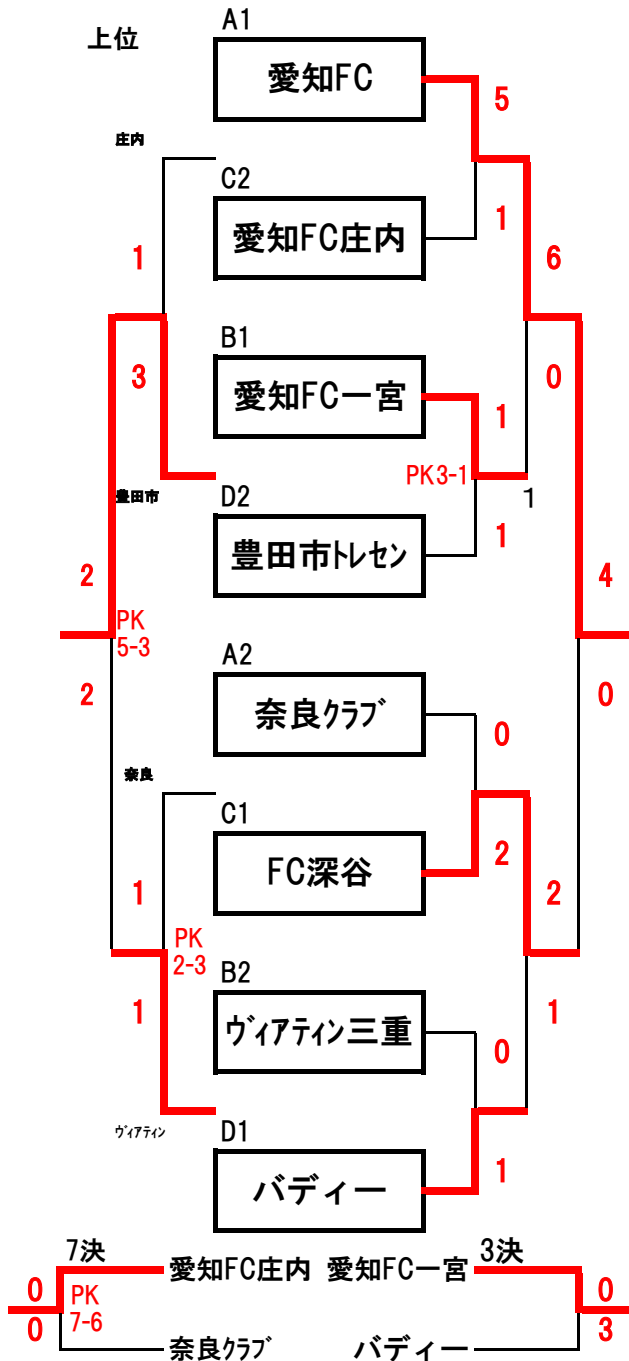 A1
上位
愛知FC
5
庄内
C2
1
愛知FC庄内
1
6
B1
3
愛知FC一宮
0
1
PK3-1
豊田市
D2
1
1
豊田市ﾄﾚｾﾝ
2
4
PK
5-3
A2
2
0
奈良ｸﾗﾌﾞ
0
奈良
C1
FC深谷
2
1
2
PK
2-3
B2
1
1
ヴｨｱﾃｨﾝ三重
0
ヴｨｱﾃｨﾝ
D1
1
バディー
7決
3決
愛知FC庄内
愛知FC一宮
0
PK
0
0
7-6
3
奈良ｸﾗﾌﾞ
バディー